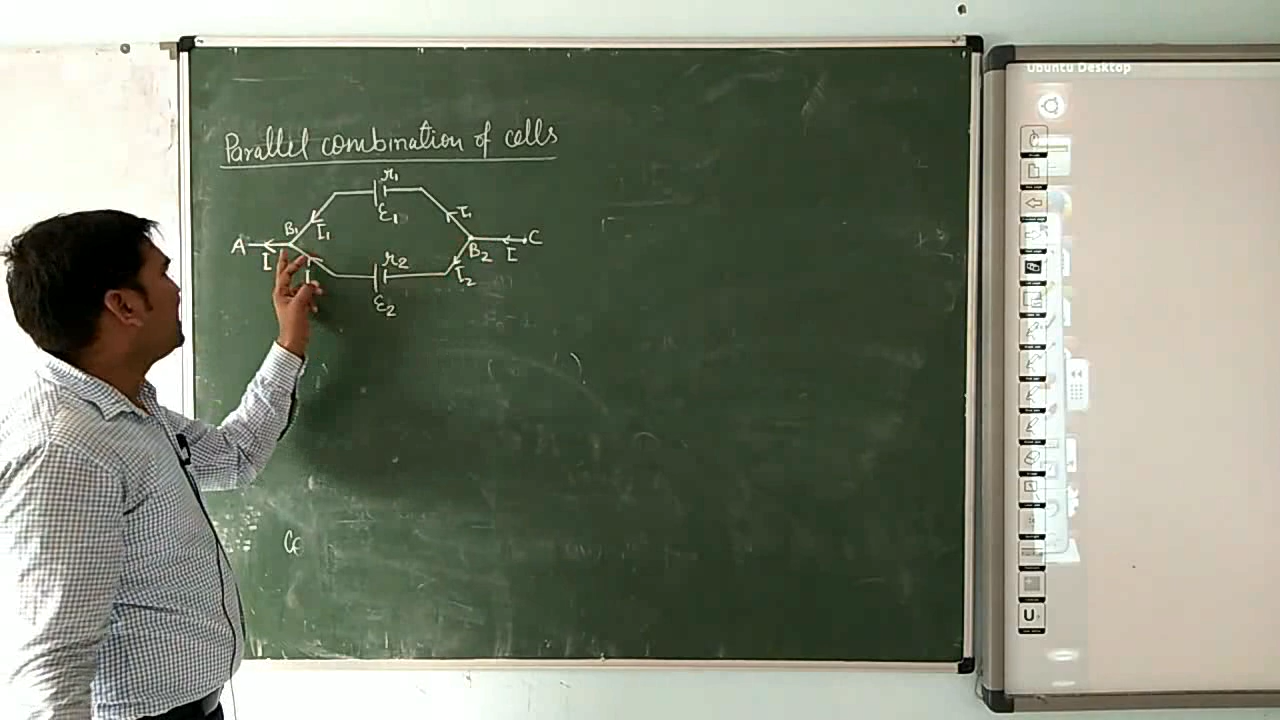 Parallel combination of cells
r₁
ε₁
B₁
I₁
I₁
A
I
C
I
B₂
r₂
I₂
ε₂
Ubuntu Desktop
U